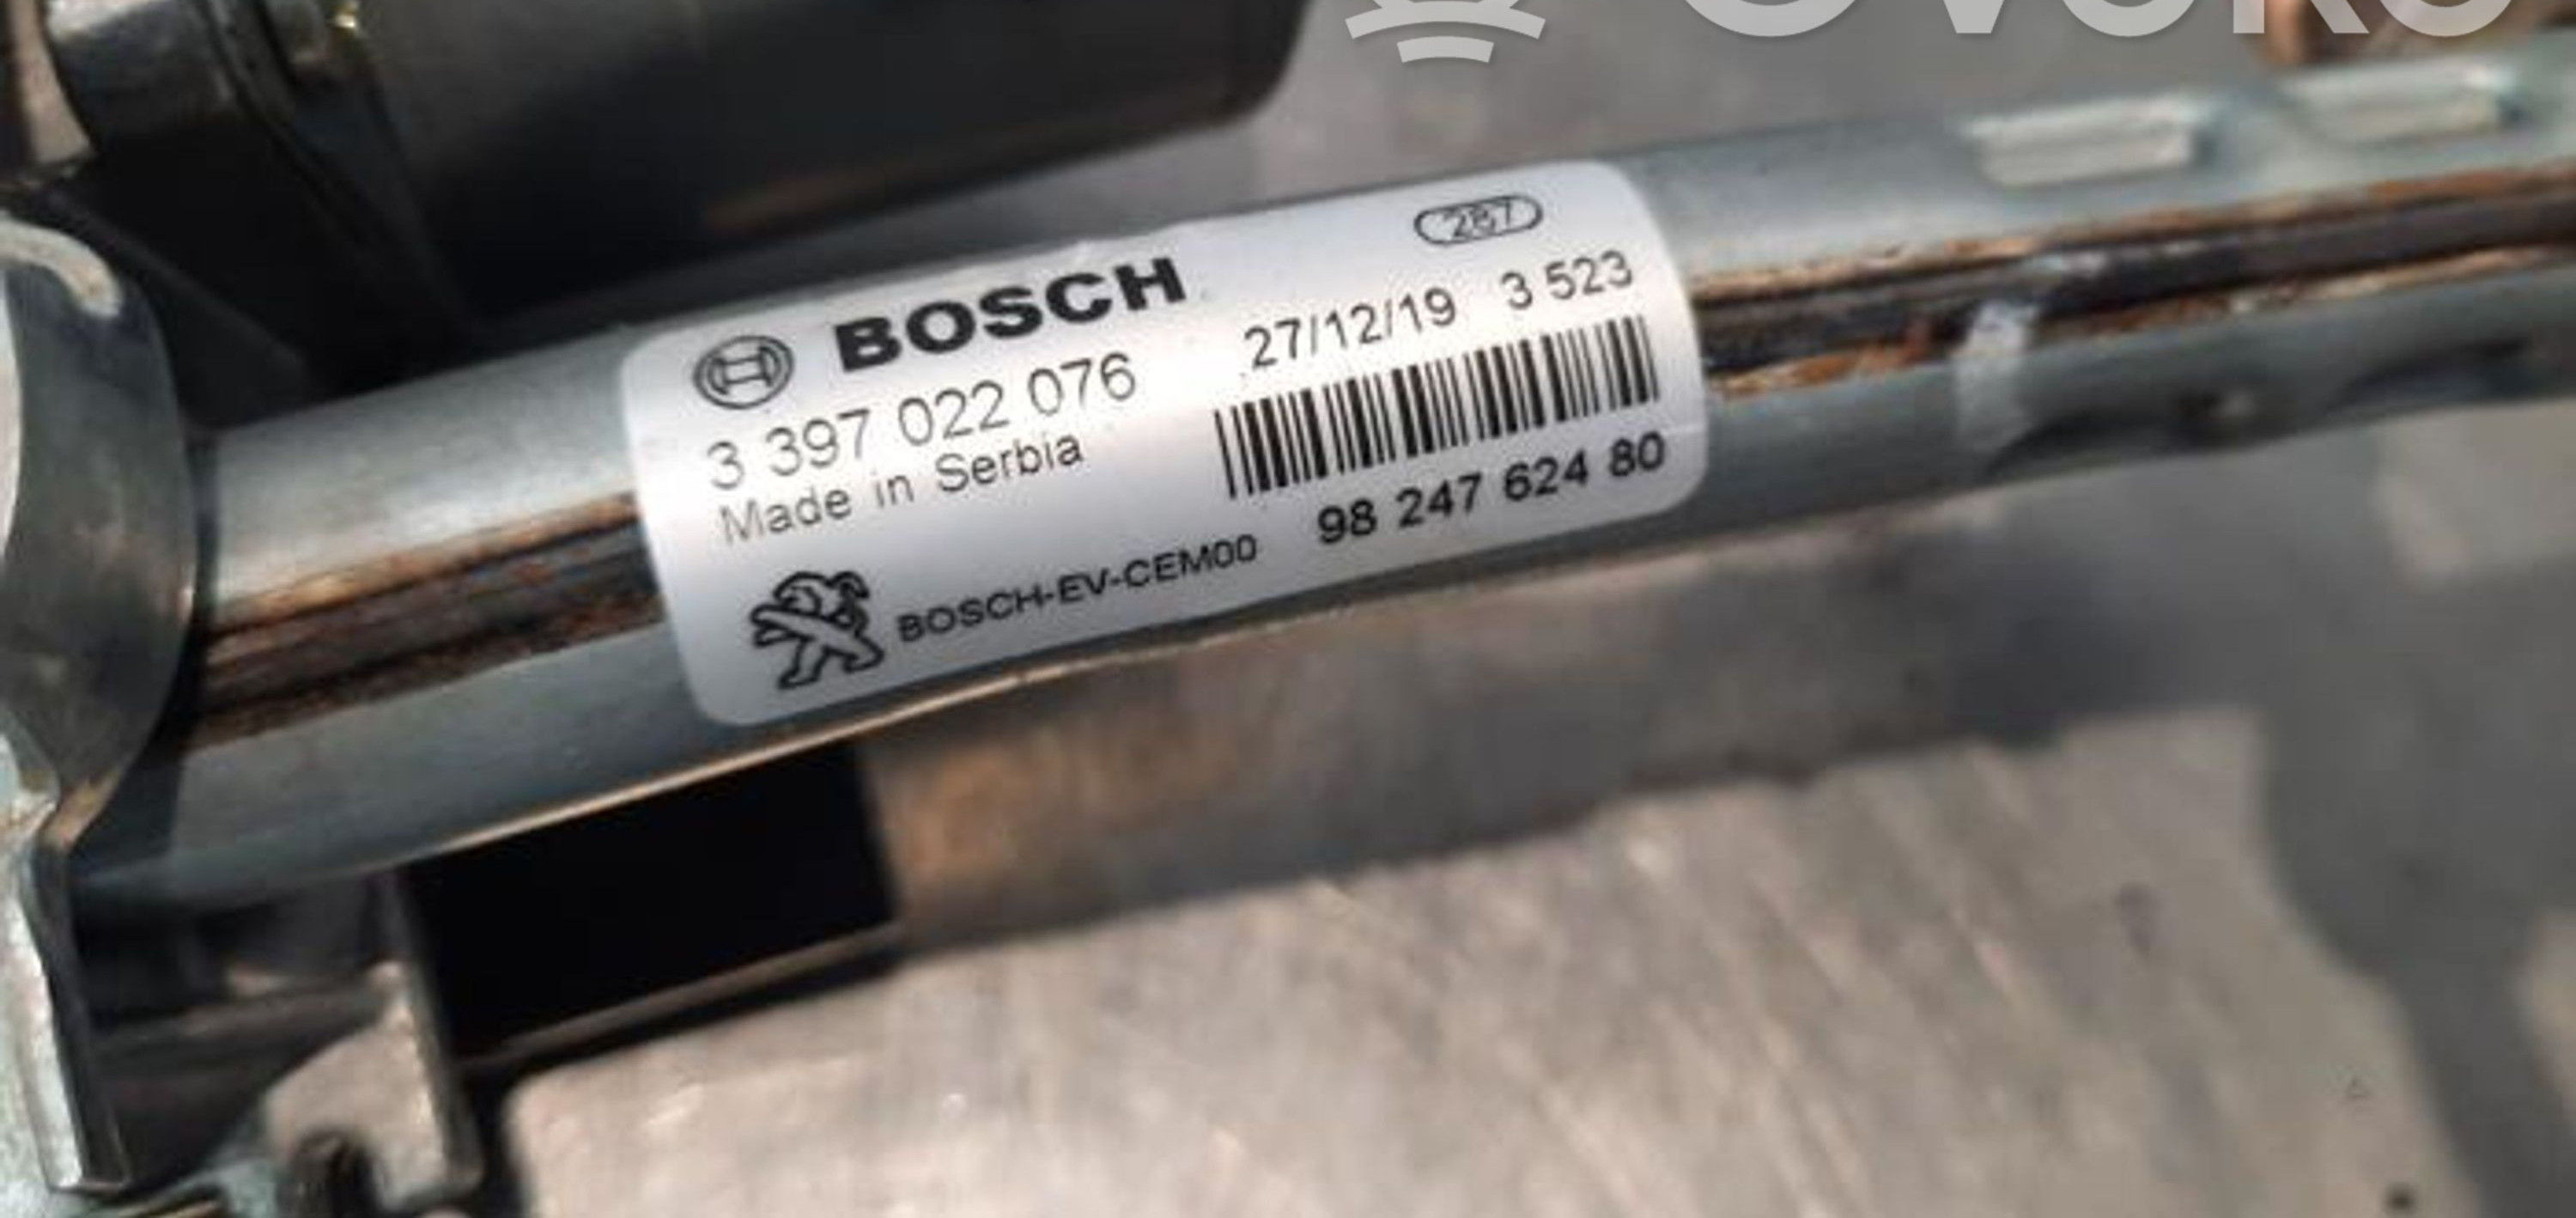 OVOKO
287
BOSCH
27/12/19 3 523
3 397 022 076
Made in Serbia
98 247 624 80
BOSCH-EV-CEM00